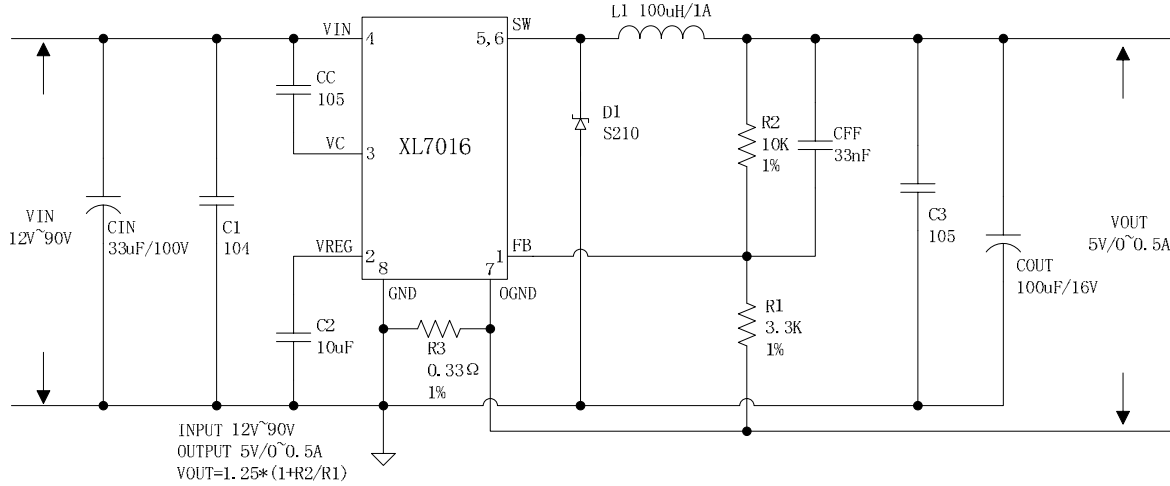 L1 100uH/1A
VIN
4
5,6
SW
CC
105
VC
3
XL7016
D1
S210
R2
10K
1%
CFF
33nF
VIN
12V~90V
CIN
33uF/100V
C1
104
C3
105
VOUT
5V/0~0.5A
VREG
2
8
7
1
FB
GND
OGND
COUT
100uF/16V
C2
10uF
R3
0.33Ω
1%
R1
3.3K
1%
INPUT 12V~90V
OUTPUT 5V/0~0.5A
VOUT=1.25*(1+R2/R1)